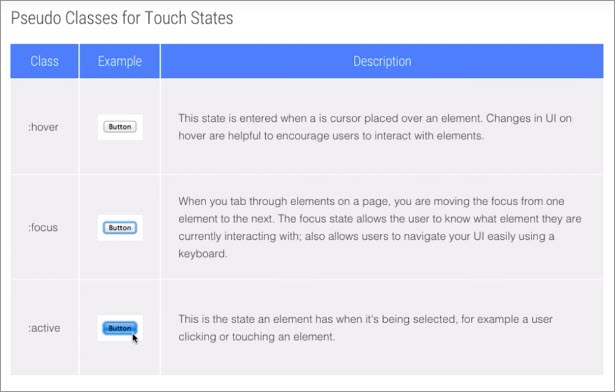 Pseudo Classes for Touch States
Class Example Description
:hover Button This state is entered when a is cursor placed over an element. Changes in UI on
hover are helpful to encourage users to interact with elements.
:focus Button When you tab through elements on a page, you are moving the focus from one
element to the next. The focus state allows the user to know what element they are
currently interacting with; also allows users to navigate your UI easily using a
keyboard.
:active Button This is the state an element has when it's being selected, for example a user
clicking or touching an element.